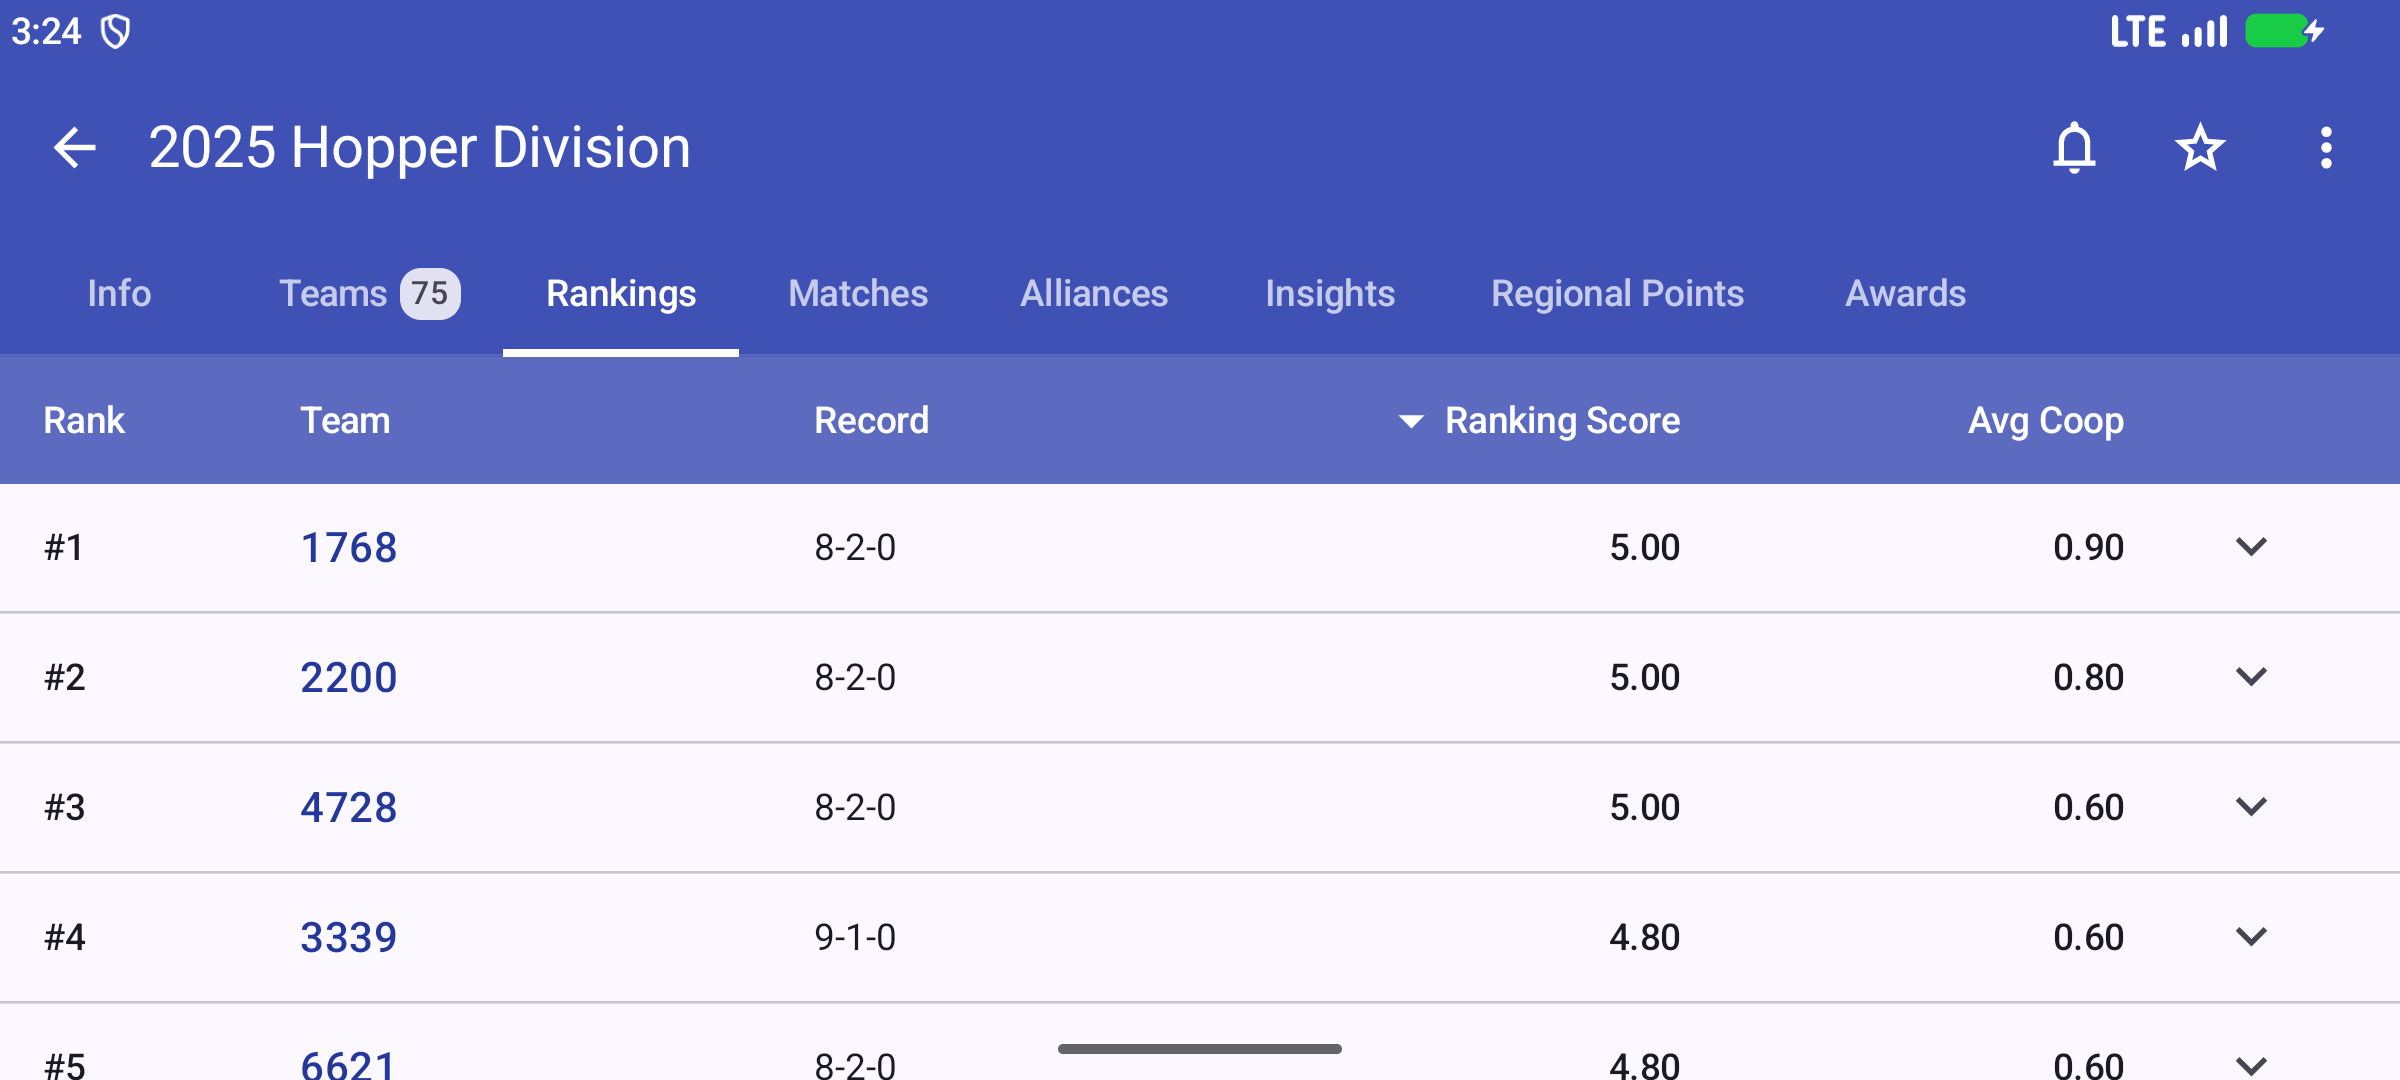 3:24 LTE
2025 Hopper Division
Info Teams 75 Rankings Matches Alliances Insights Regional Points Awards
Rank Team Record Ranking Score Avg Coop
#1 1768 8-2-0 5.00 0.90
#2 2200 8-2-0 5.00 0.80
#3 4728 8-2-0 5.00 0.60
#4 3339 9-1-0 4.80 0.60
#5 6621 8-2-0 4.80 0.60